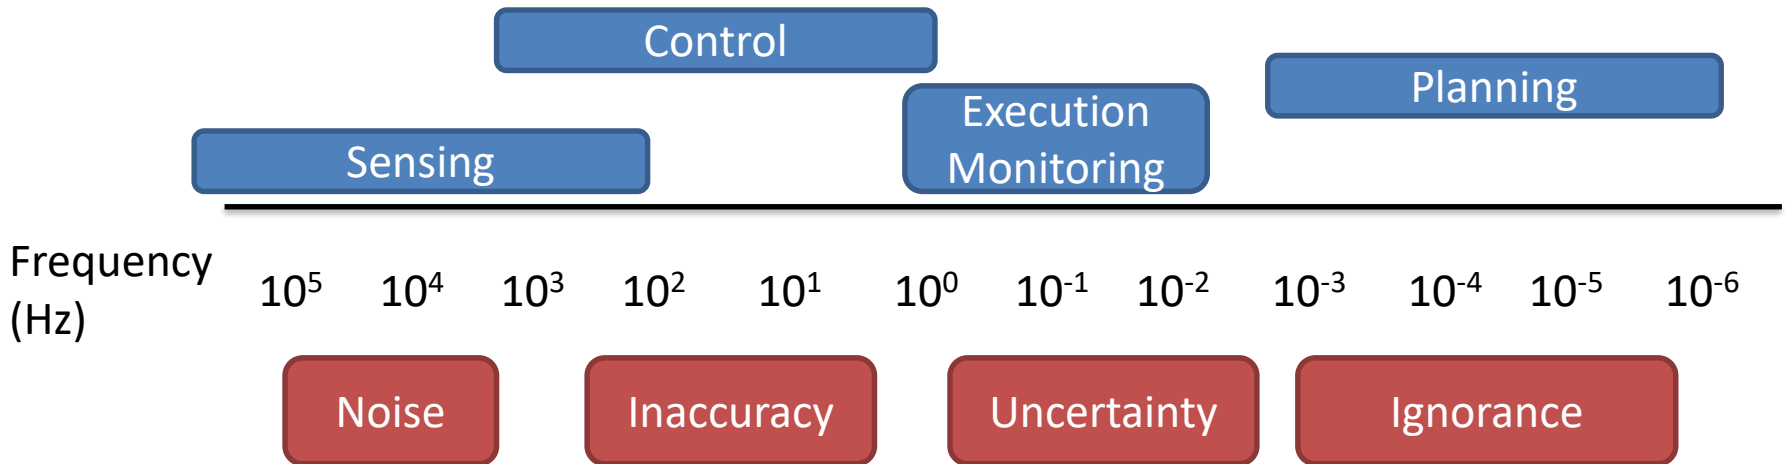 Control
Planning
Execution
Monitoring
Sensing
Frequency
(Hz)
10⁵ 10⁴ 10³ 10² 10¹ 10⁰ 10⁻¹ 10⁻² 10⁻³ 10⁻⁴ 10⁻⁵ 10⁻⁶
Noise Inaccuracy Uncertainty Ignorance